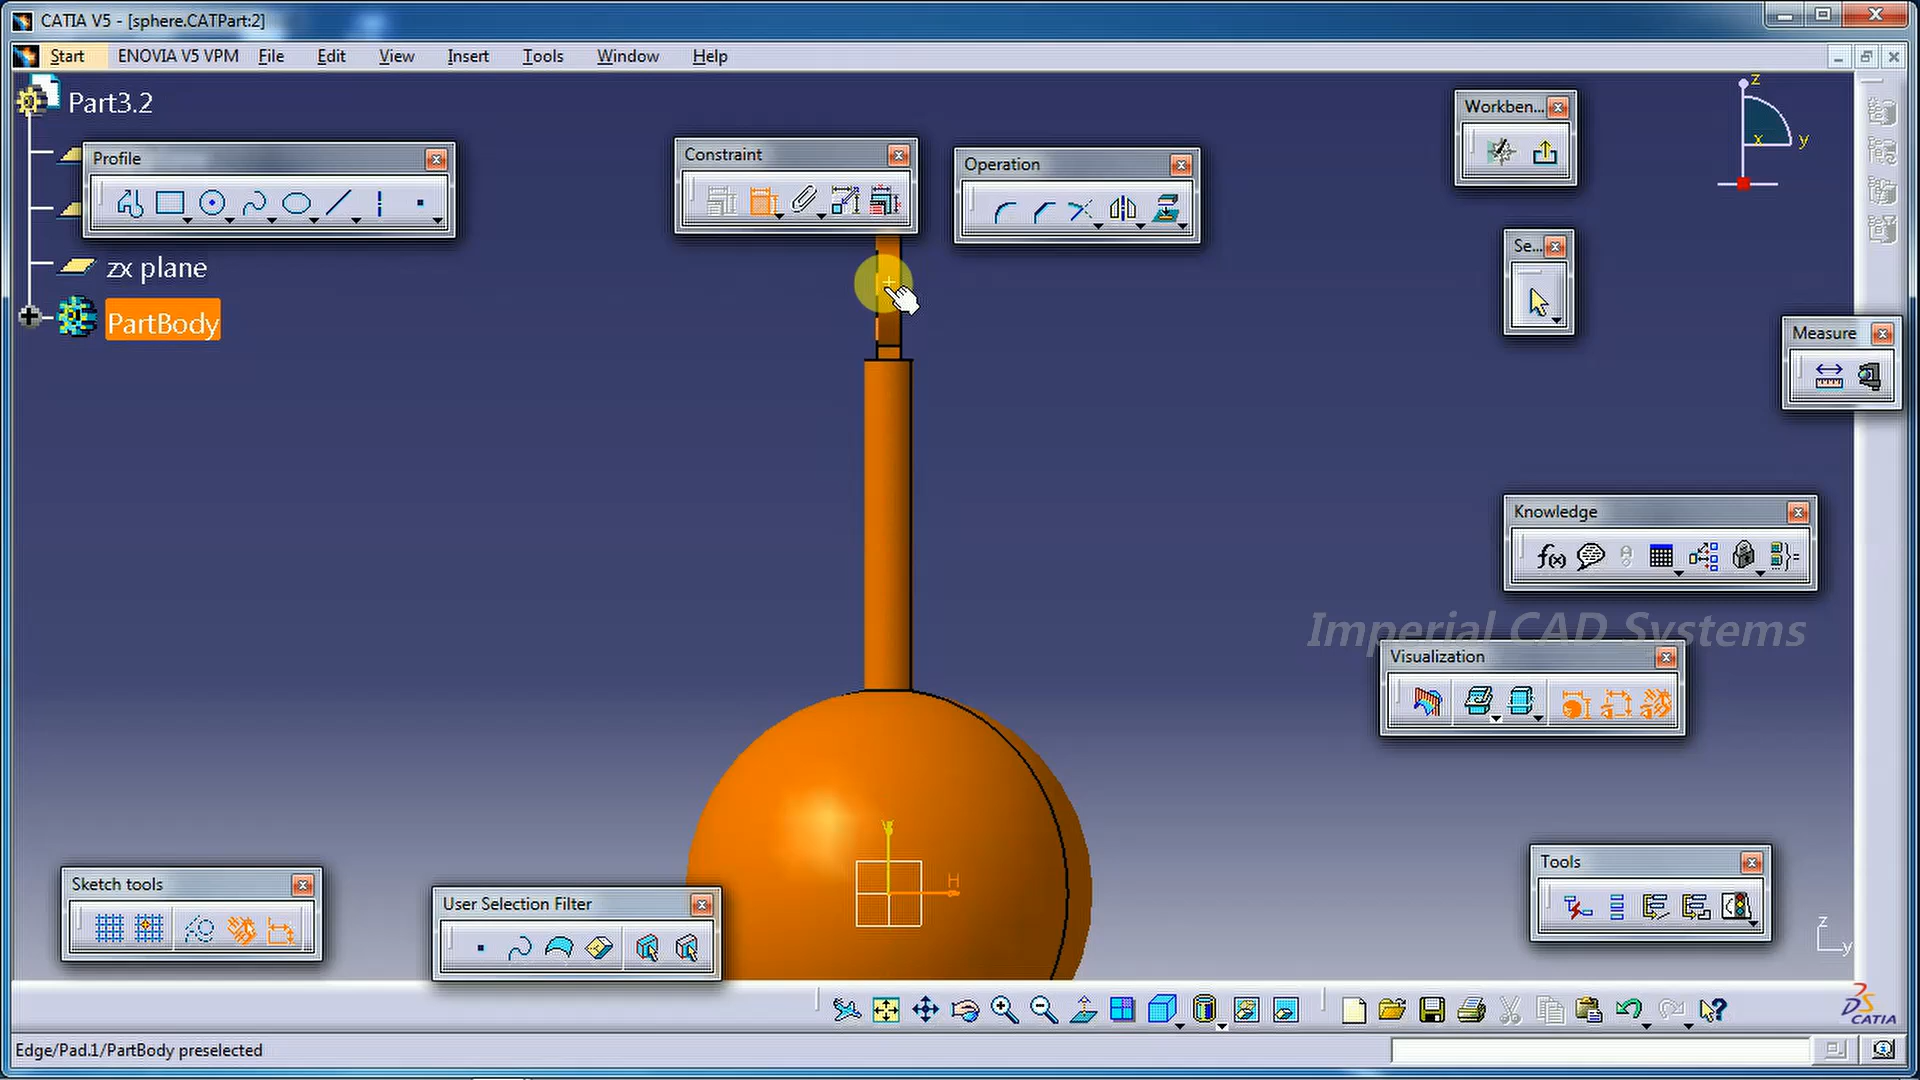 CATIA V5 - [sphere.CATPart:2]
Start ENOVIA V5 VPM File Edit View Insert Tools Window Help
Part3.2
Profile
Constraint
Operation
Workben...
z
x
y
Se...
zx plane
PartBody
Measure
Knowledge
f(x)
Imperial CAD Systems
Visualization
V
H
Sketch tools
User Selection Filter
Tools
z
y
CATIA
Edge/Pad.1/PartBody preselected